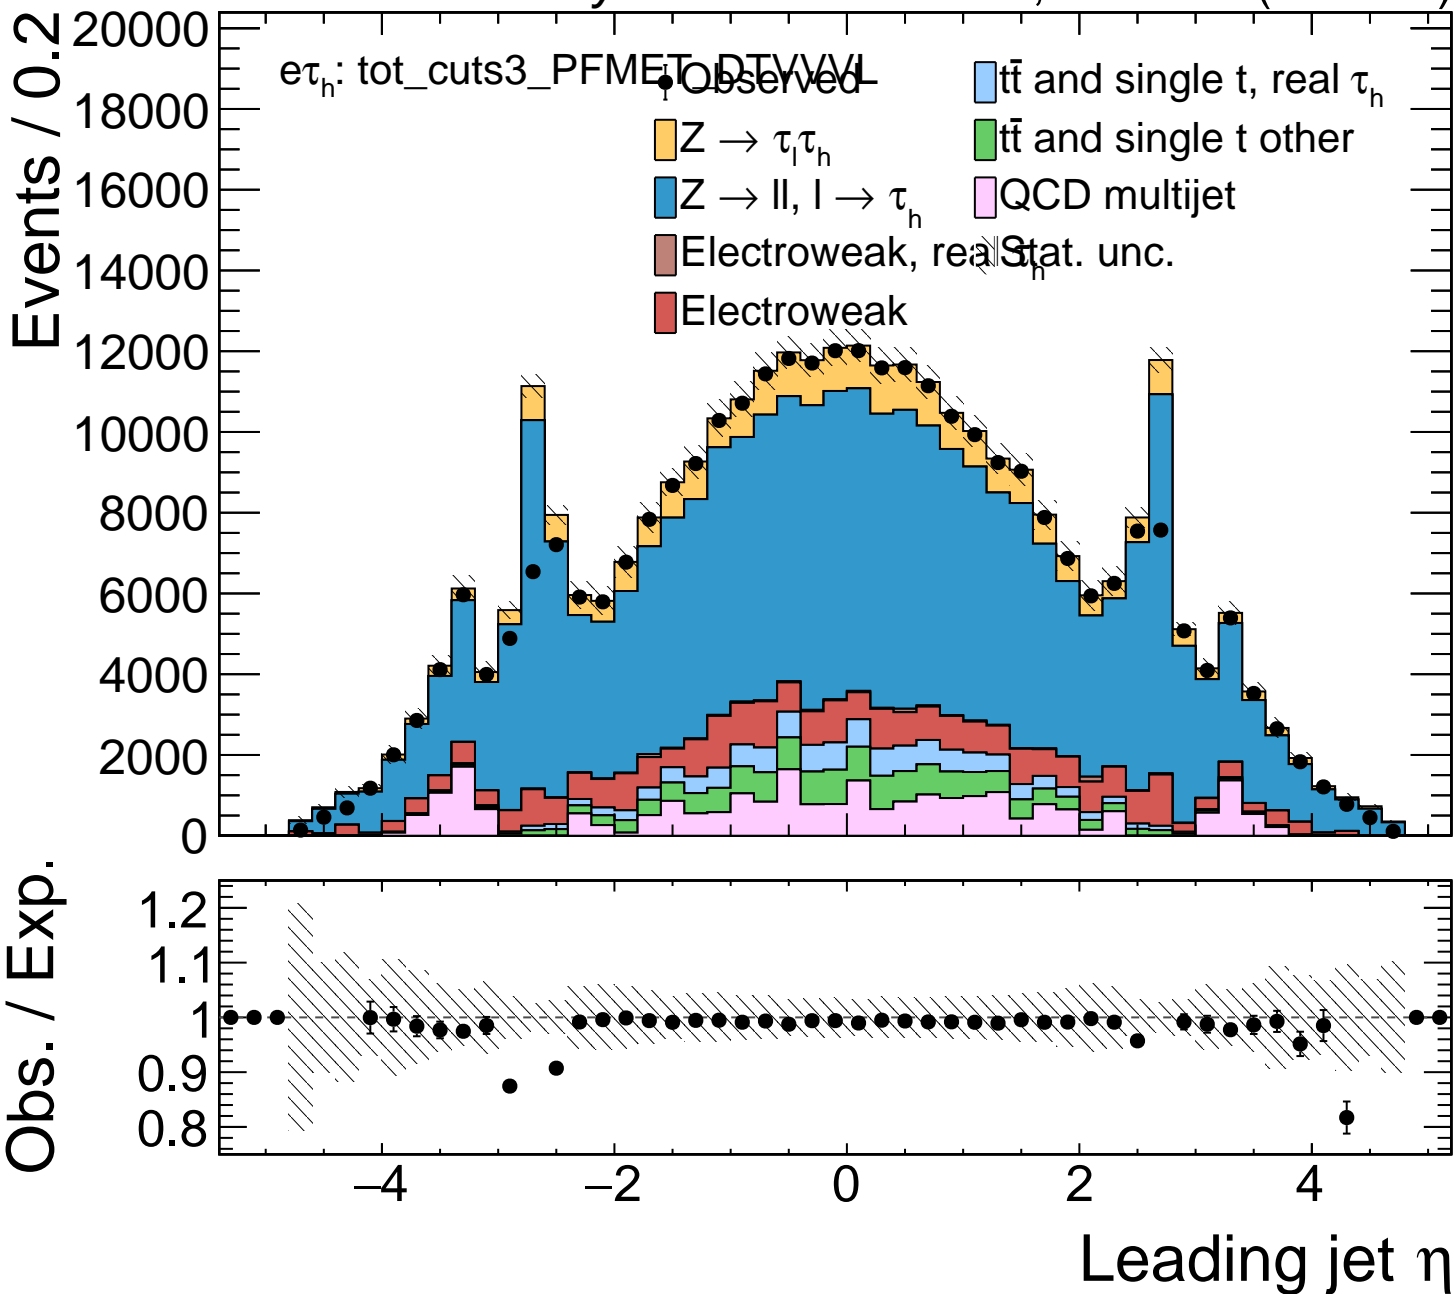 Events / 0.2
20000
18000
16000
14000
12000
10000
8000
6000
4000
2000
0
eτh: tot_cuts3_PFMET_DTVVVL
Observed
Z → τlτh
Z → ll, l → τh
Electroweak, real τh
Electroweak
tt̄ and single t, real τh
tt̄ and single t other
QCD multijet
Stat. unc.
Obs. / Exp.
1.2
1.1
1
0.9
0.8
−4 −2 0 2 4
Leading jet η